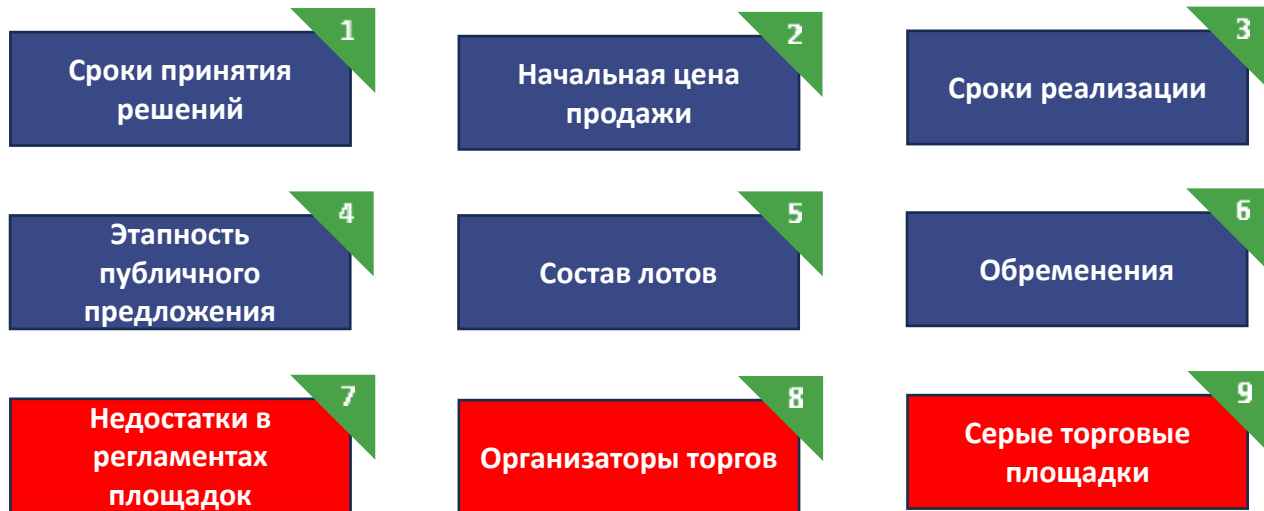 1
Сроки принятия
решений
2
Начальная цена
продажи
3
Сроки реализации
4
Этапность
публичного
предложения
5
Состав лотов
6
Обременения
7
Недостатки в
регламентах
площадок
8
Организаторы торгов
9
Серые торговые
площадки